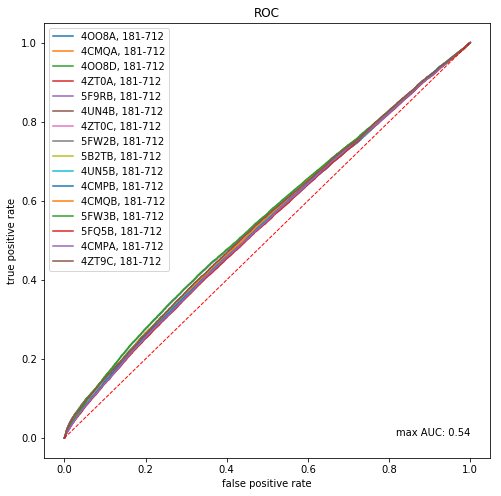 ROC
4OO8A, 181-712
4CMQA, 181-712
4OO8D, 181-712
4ZT0A, 181-712
5F9RB, 181-712
4UN4B, 181-712
4ZT0C, 181-712
5FW2B, 181-712
5B2TB, 181-712
4UN5B, 181-712
4CMPB, 181-712
4CMQB, 181-712
5FW3B, 181-712
5FQ5B, 181-712
4CMPA, 181-712
4ZT9C, 181-712
1.0
0.8
0.6
0.4
0.2
0.0
true positive rate
max AUC: 0.54
0.0 0.2 0.4 0.6 0.8 1.0
false positive rate